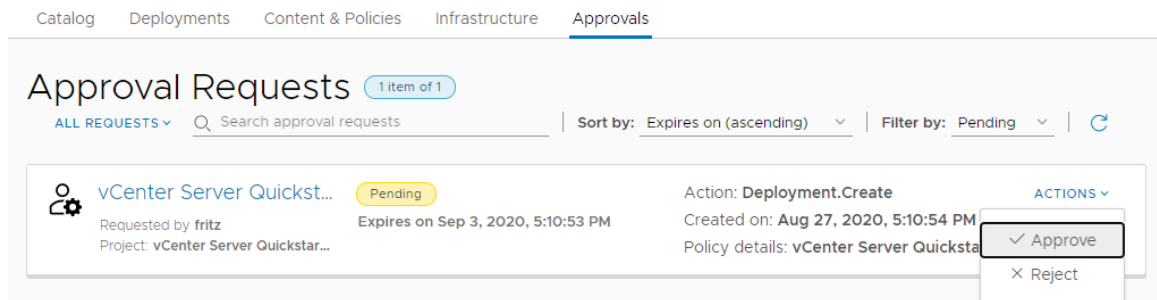 Catalog Deployments Content & Policies Infrastructure Approvals
Approval Requests 1 item of 1
ALL REQUESTS Search approval requests Sort by: Expires on (ascending) Filter by: Pending
vCenter Server Quickst... Pending Action: Deployment.Create ACTIONS
Requested by fritz Expires on Sep 3, 2020, 5:10:53 PM Created on: Aug 27, 2020, 5:10:54 PM
Project: vCenter Server Quickstar... Policy details: vCenter Server Quicksta
Approve
Reject